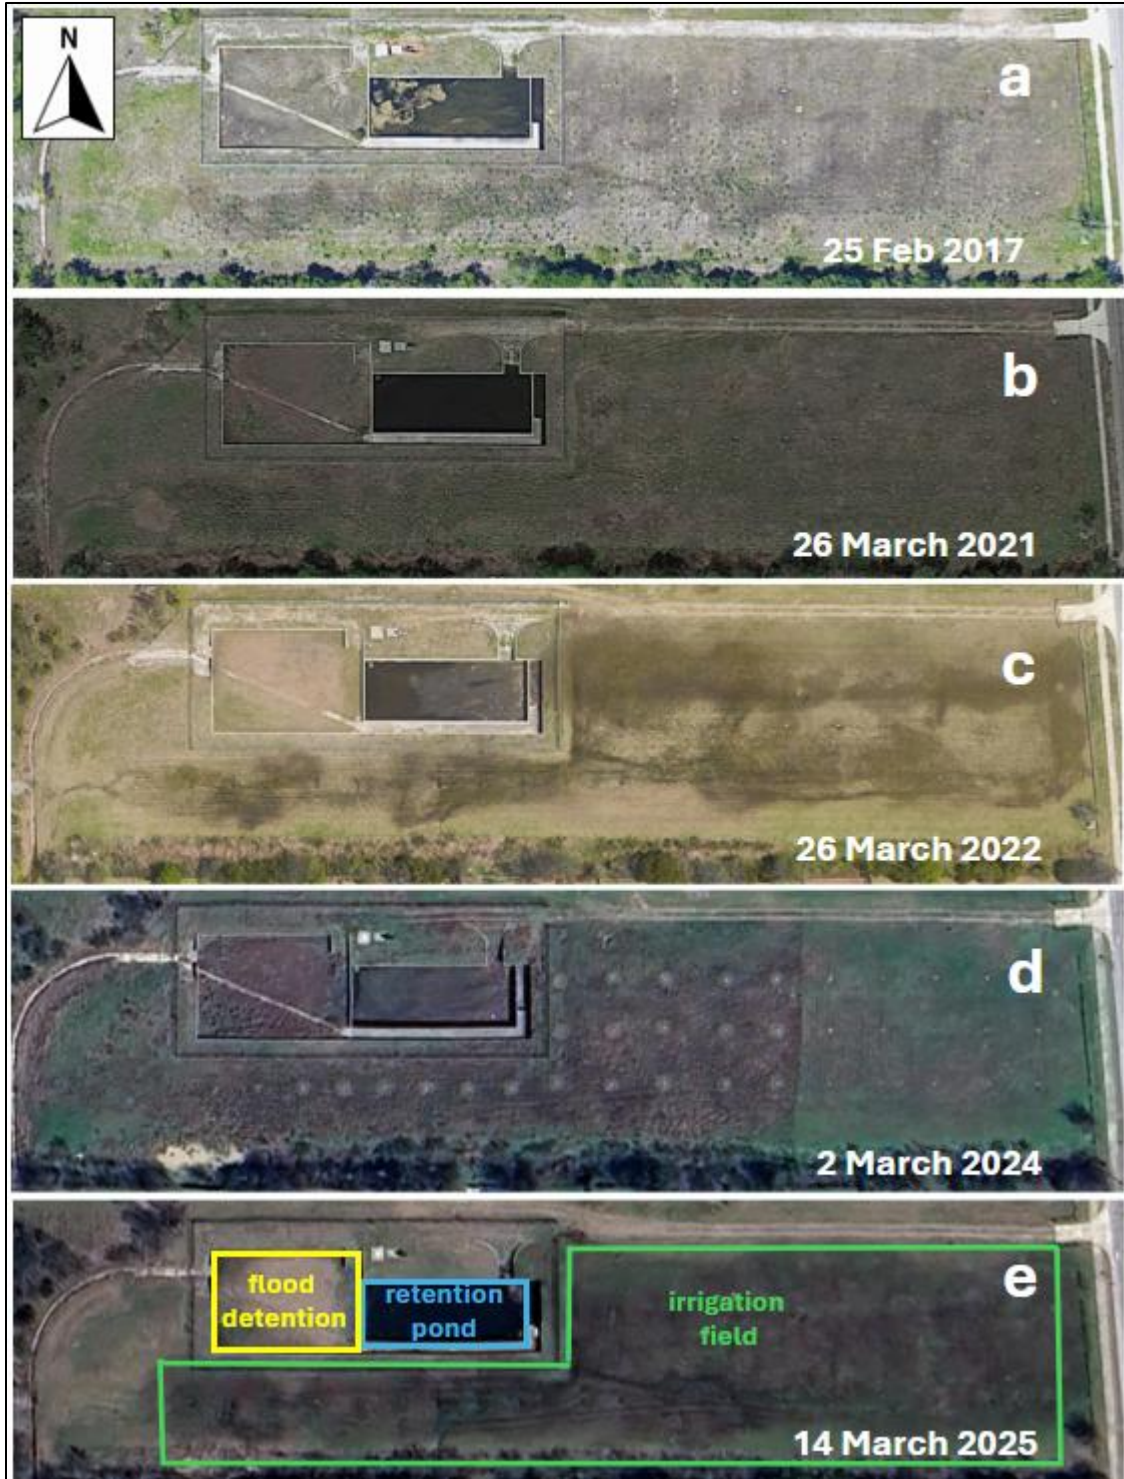 N
a
25 Feb 2017
b
26 March 2021
c
26 March 2022
d
2 March 2024
e
flood
detention
retention
pond
irrigation
field
14 March 2025